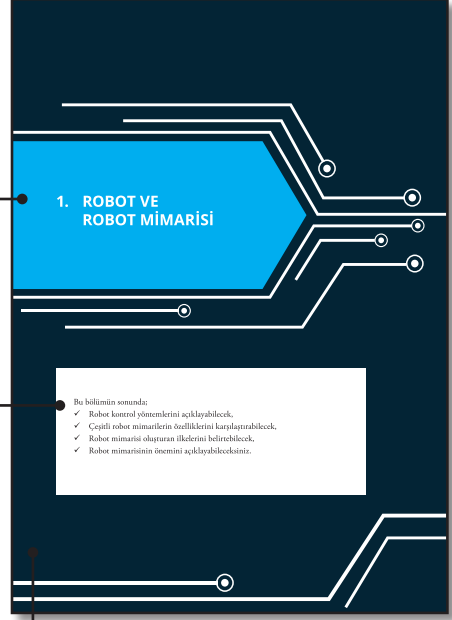 1. ROBOT VE
ROBOT MİMARİSİ
Bu bölümün sonunda;
✓ Robot kontrol yöntemlerini açıklayabilecek,
✓ Çeşitli robot mimarilerin özelliklerini karşılaştırabilecek,
✓ Robot mimarisi oluşturan ilkelerini belirtebilecek,
✓ Robot mimarisinin önemini açıklayabileceksiniz.